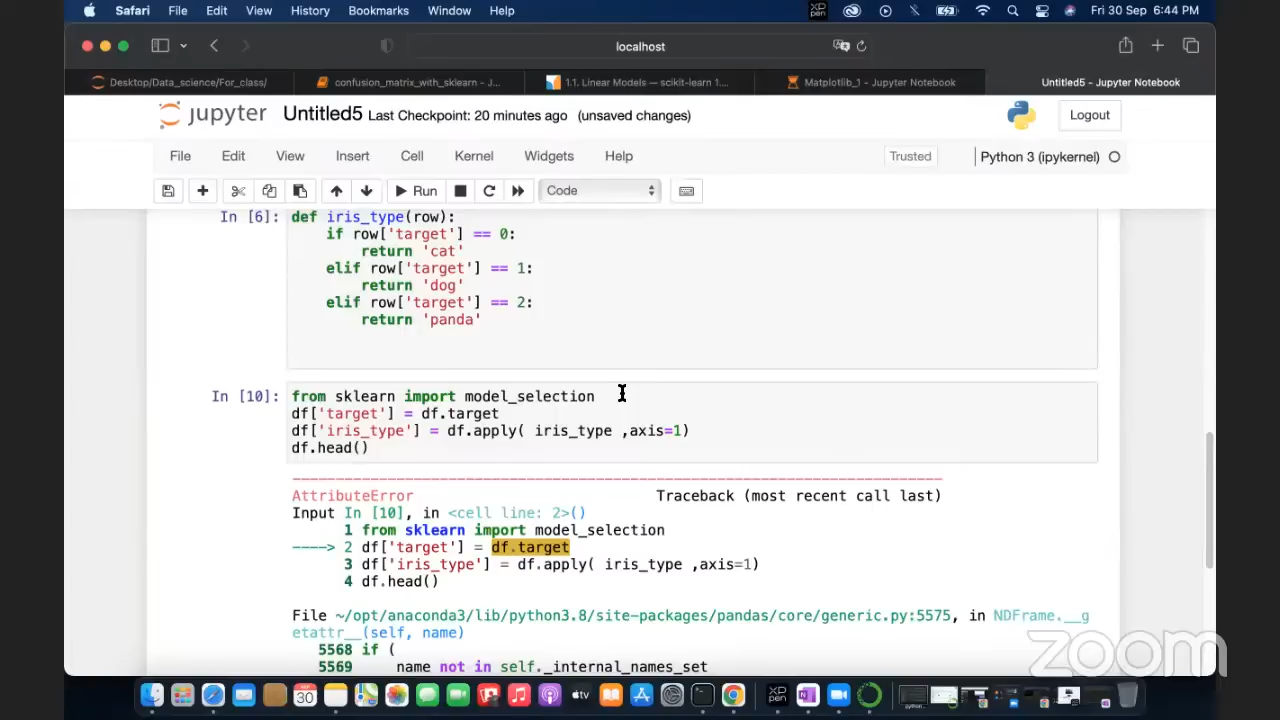 Safari File Edit View History Bookmarks Window Help XP PEN Fri 30 Sep 6:44 PM
localhost
Desktop/Data_science/For_class/ confusion_matrix_with_sklearn - J... 1.1. Linear Models — scikit-learn 1.... Matplotlib_1 - Jupyter Notebook Untitled5 - Jupyter Notebook
jupyter Untitled5 Last Checkpoint: 20 minutes ago (unsaved changes) Logout
File Edit View Insert Cell Kernel Widgets Help Trusted Python 3 (ipykernel)
Run Code
In [6]: def iris_type(row):
if row['target'] == 0:
return 'cat'
elif row['target'] == 1:
return 'dog'
elif row['target'] == 2:
return 'panda'
In [10]: from sklearn import model_selection
df['target'] = df.target
df['iris_type'] = df.apply( iris_type ,axis=1)
df.head()
AttributeError Traceback (most recent call last)
Input In [10], in <cell line: 2>()
1 from sklearn import model_selection
----> 2 df['target'] = df.target
3 df['iris_type'] = df.apply( iris_type ,axis=1)
4 df.head()
File ~/opt/anaconda3/lib/python3.8/site-packages/pandas/core/generic.py:5575, in NDFrame.__g
etattr__(self, name)
5568 if (
5569 name not in self._internal_names_set
zoom